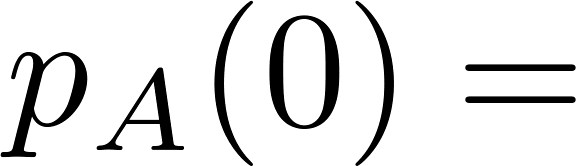 p_A(0) =